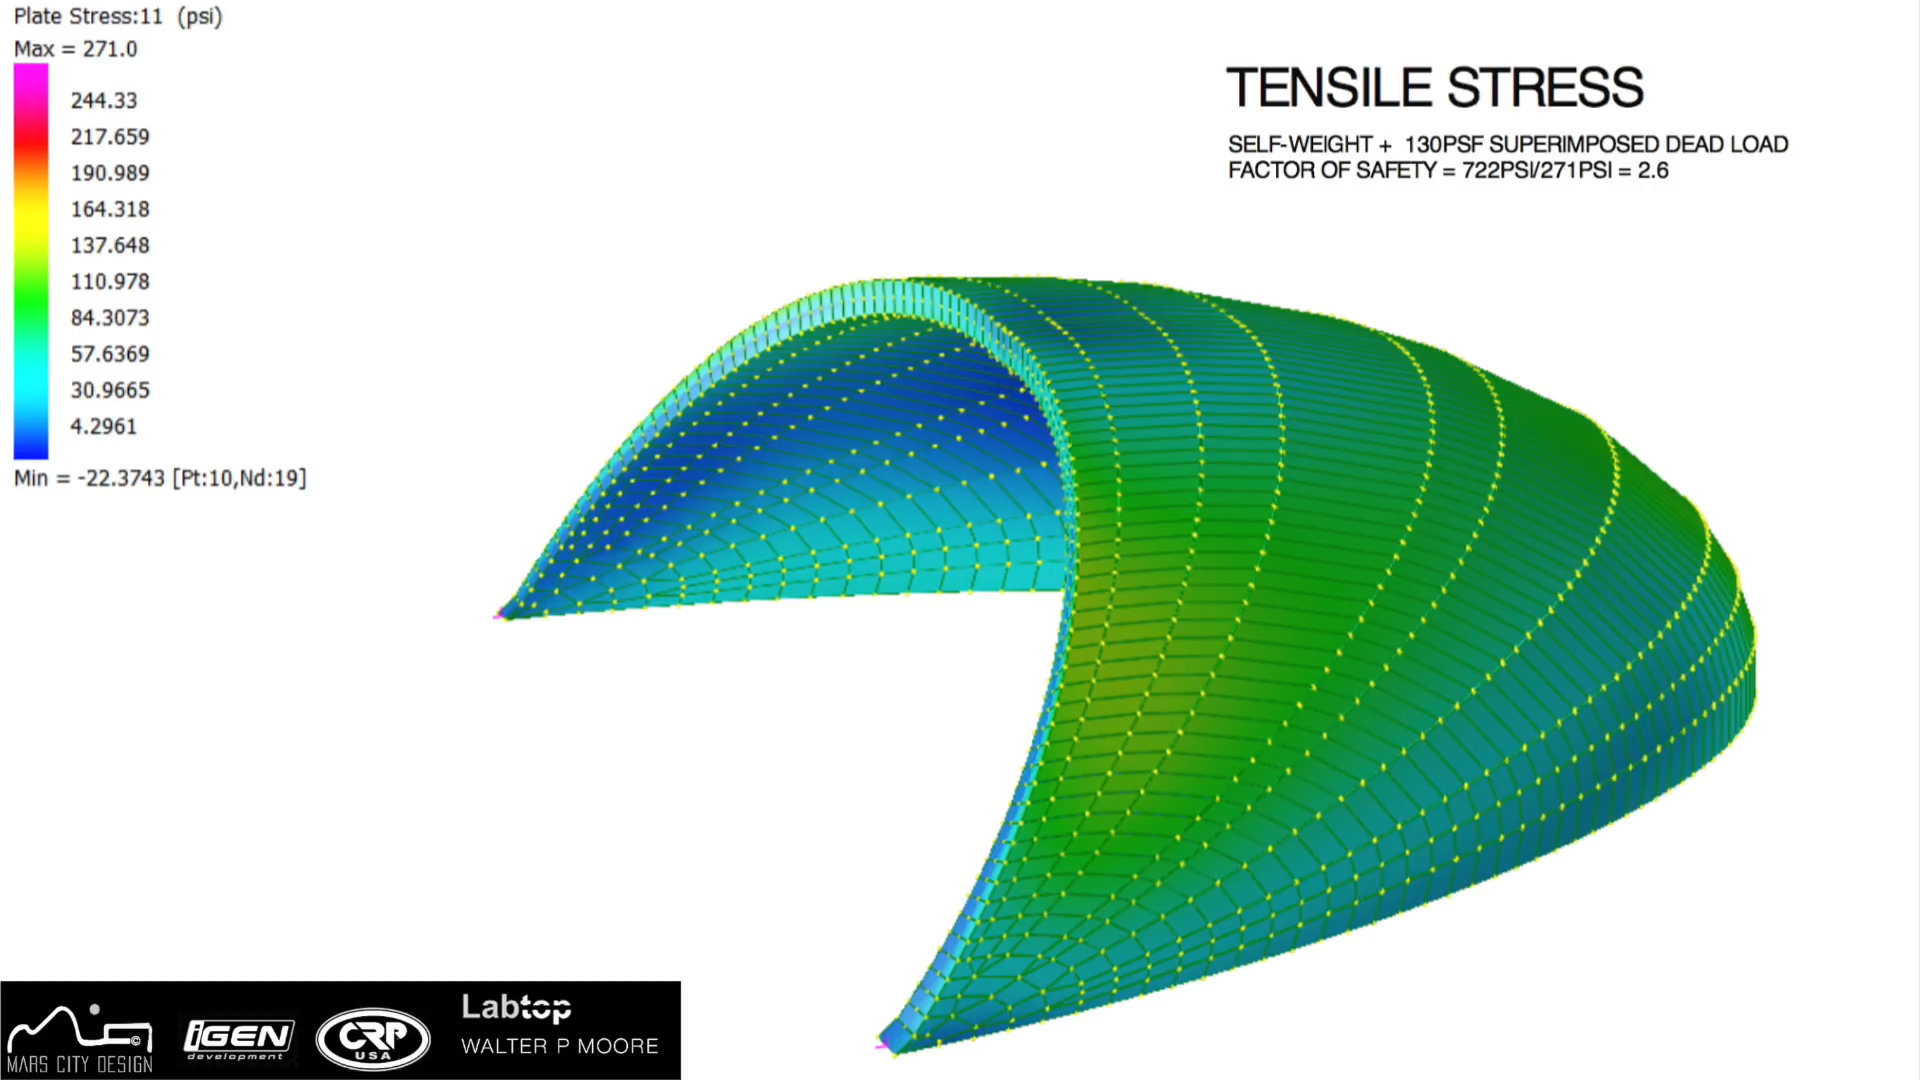 Plate Stress:11 (psi)
Max = 271.0
244.33
217.659
190.989
164.318
137.648
110.978
84.3073
57.6369
30.9665
4.2961
Min = -22.3743 [Pt:10,Nd:19]
TENSILE STRESS
SELF-WEIGHT + 130PSF SUPERIMPOSED DEAD LOAD
FACTOR OF SAFETY = 722PSI/271PSI = 2.6
MARS CITY DESIGN
©
iGEN
development
CRP
USA
Labtop
WALTER P MOORE